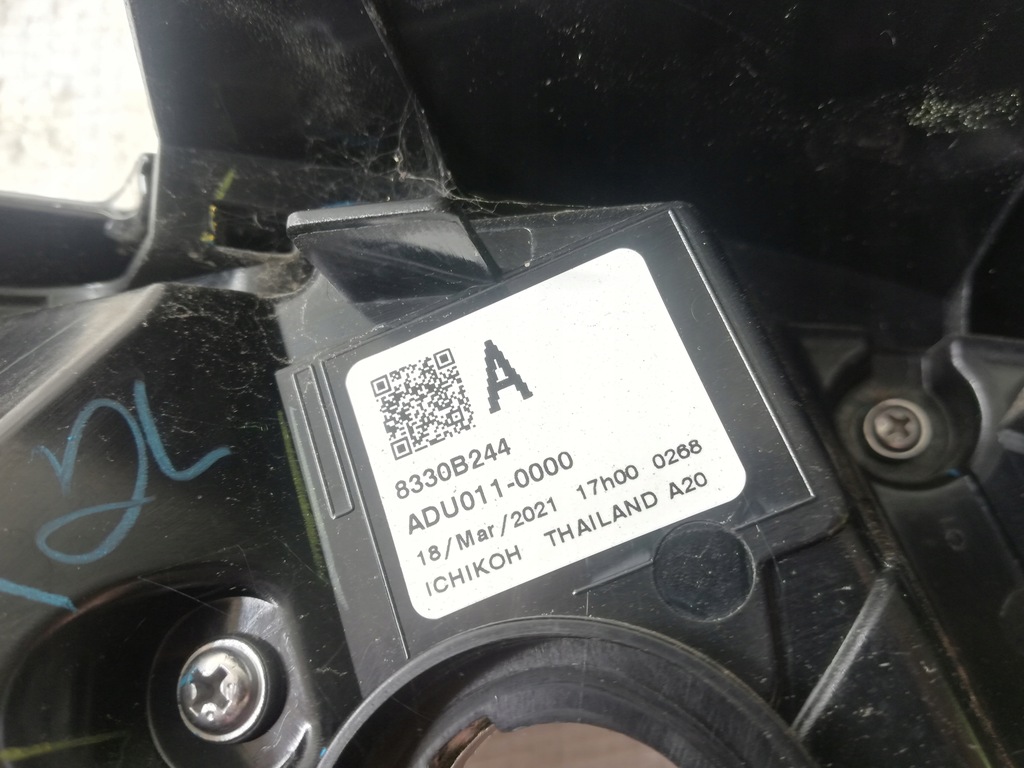 A
8330B244
ADU011-0000
18/Mar/2021 17h00 0268
ICHIKOH THAILAND A20